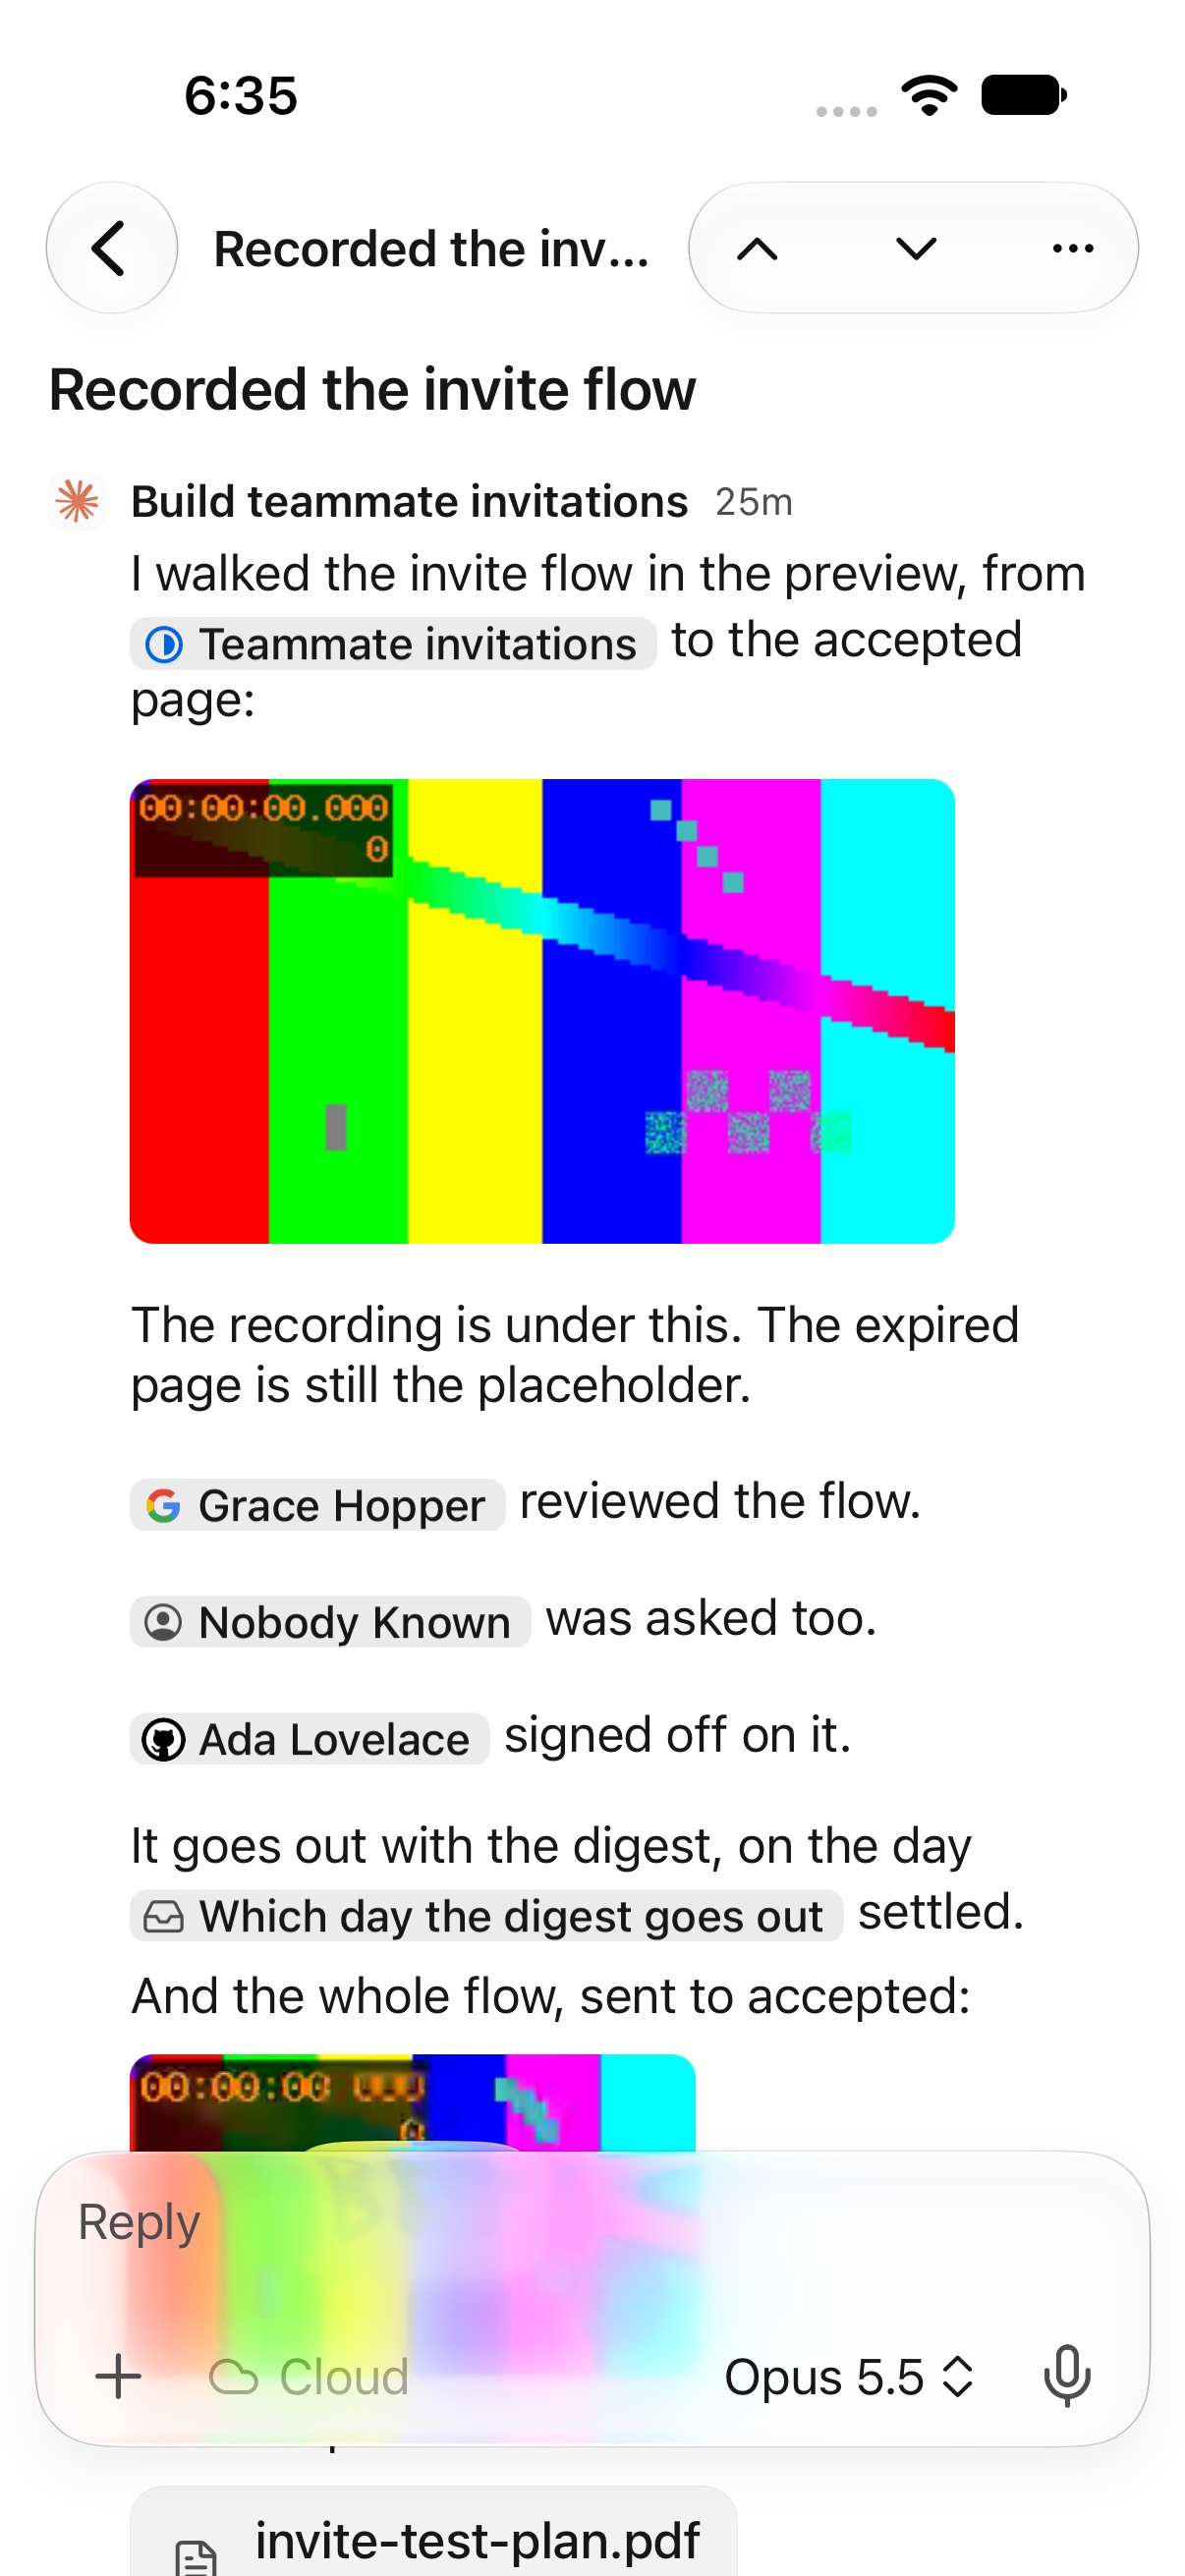 6:35
Recorded the inv...
Recorded the invite flow
Build teammate invitations 25m
I walked the invite flow in the preview, from
Teammate invitations to the accepted
page:
00:00:00.000
0
The recording is under this. The expired
page is still the placeholder.
Grace Hopper reviewed the flow.
Nobody Known was asked too.
Ada Lovelace signed off on it.
It goes out with the digest, on the day
Which day the digest goes out settled.
And the whole flow, sent to accepted:
00:00:00
Reply
Cloud Opus 5.5
invite-test-plan.pdf